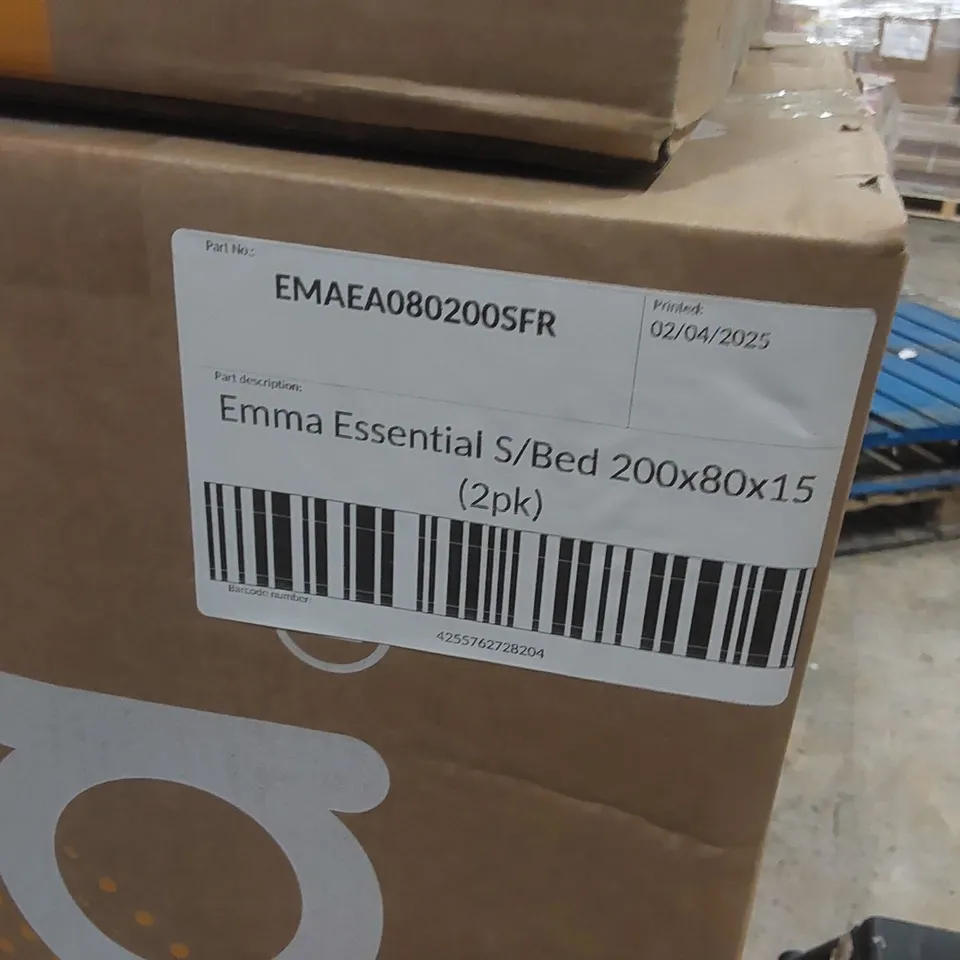 Part No.:
EMAEA080200SFR
Printed:
02/04/2025
Part description:
Emma Essential S/Bed 200x80x15
(2pk)
Barcode number:
4255762728204